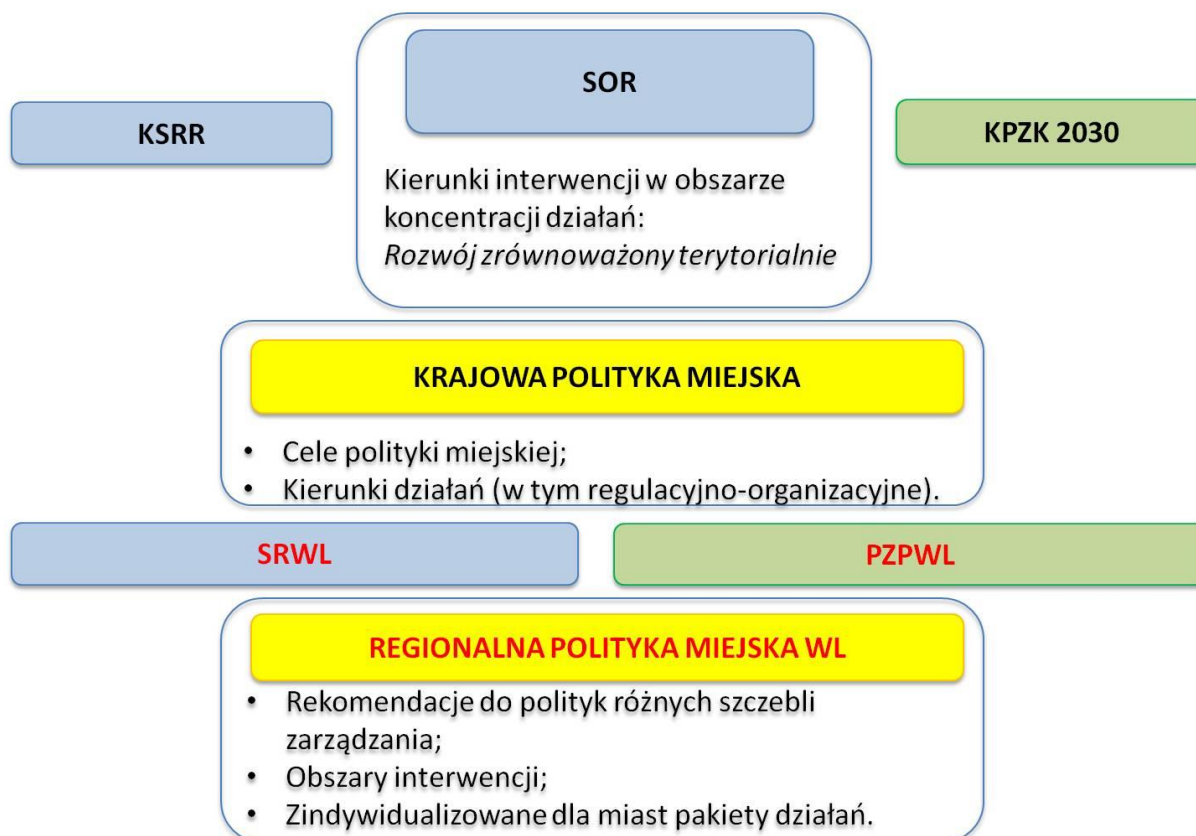 SOR
KSRR
KPZK 2030
Kierunki interwencji w obszarze
koncentracji działań:
Rozwój zrównoważony terytorialnie
KRAJOWA POLITYKA MIEJSKA
• Cele polityki miejskiej;
• Kierunki działań (w tym regulacyjno-organizacyjne).
SRWL
PZPWL
REGIONALNA POLITYKA MIEJSKA WL
• Rekomendacje do polityk różnych szczebli
zarządzania;
• Obszary interwencji;
• Zindywidualizowane dla miast pakiety działań.